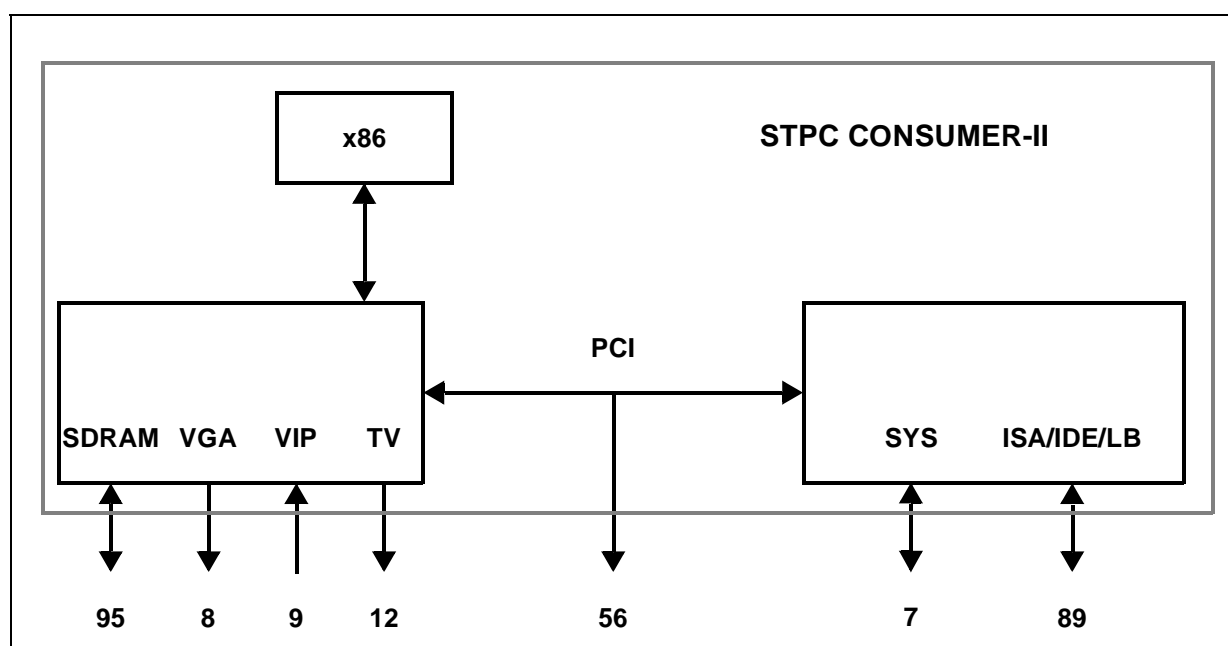 x86
STPC CONSUMER-II
PCI
SDRAM VGA VIP TV
SYS ISA/IDE/LB
95 8 9 12 56 7 89